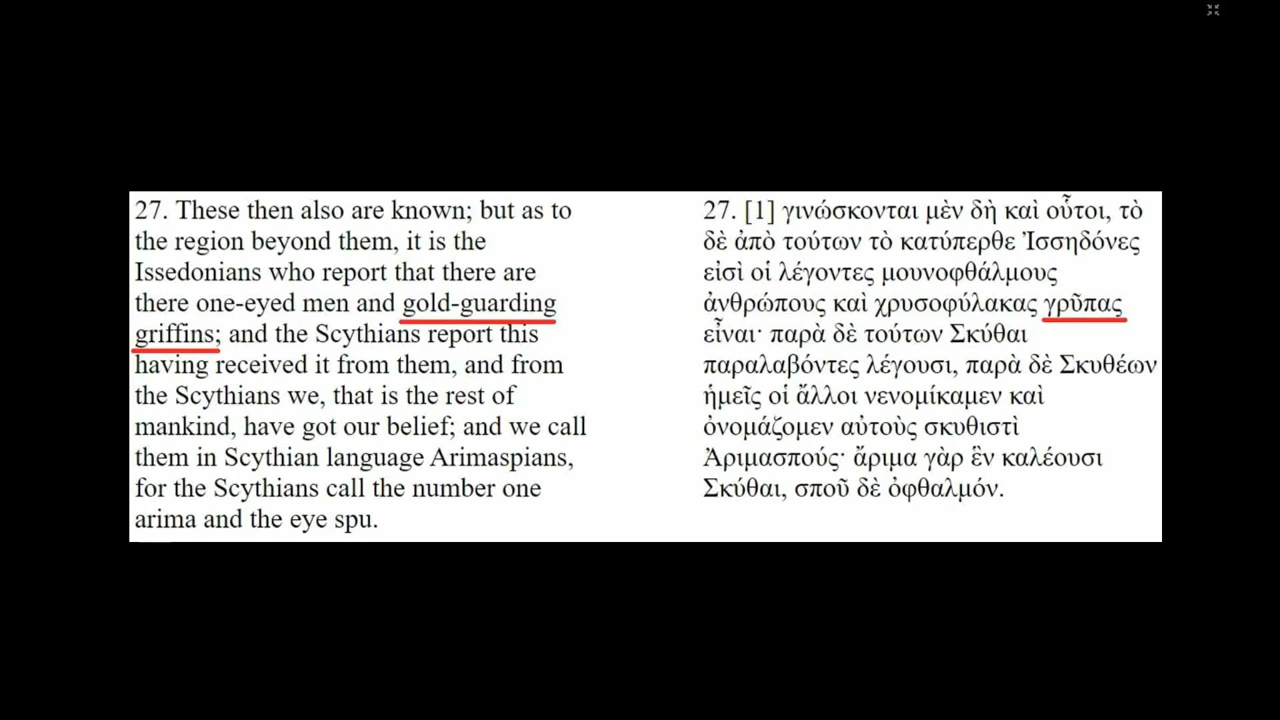 27. These then also are known; but as to
the region beyond them, it is the
Issedonians who report that there are
there one-eyed men and gold-guarding
griffins; and the Scythians report this
having received it from them, and from
the Scythians we, that is the rest of
mankind, have got our belief; and we call
them in Scythian language Arimaspians,
for the Scythians call the number one
arima and the eye spu.
27. [1] γινώσκονται μὲν δὴ καὶ οὗτοι, τὸ
δὲ ἀπὸ τούτων τὸ κατύπερθε Ἰσσηδόνες
εἰσὶ οἱ λέγοντες μουνοφθάλμους
ἀνθρώπους καὶ χρυσοφύλακας γρῦπας
εἶναι· παρὰ δὲ τούτων Σκύθαι
παραλαβόντες λέγουσι, παρὰ δὲ Σκυθέων
ἡμεῖς οἱ ἄλλοι νενομίκαμεν καὶ
ὀνομάζομεν αὐτοὺς σκυθιστὶ
Ἀριμασπούς· ἄριμα γὰρ ἓν καλέουσι
Σκύθαι, σποῦ δὲ ὀφθαλμόν.